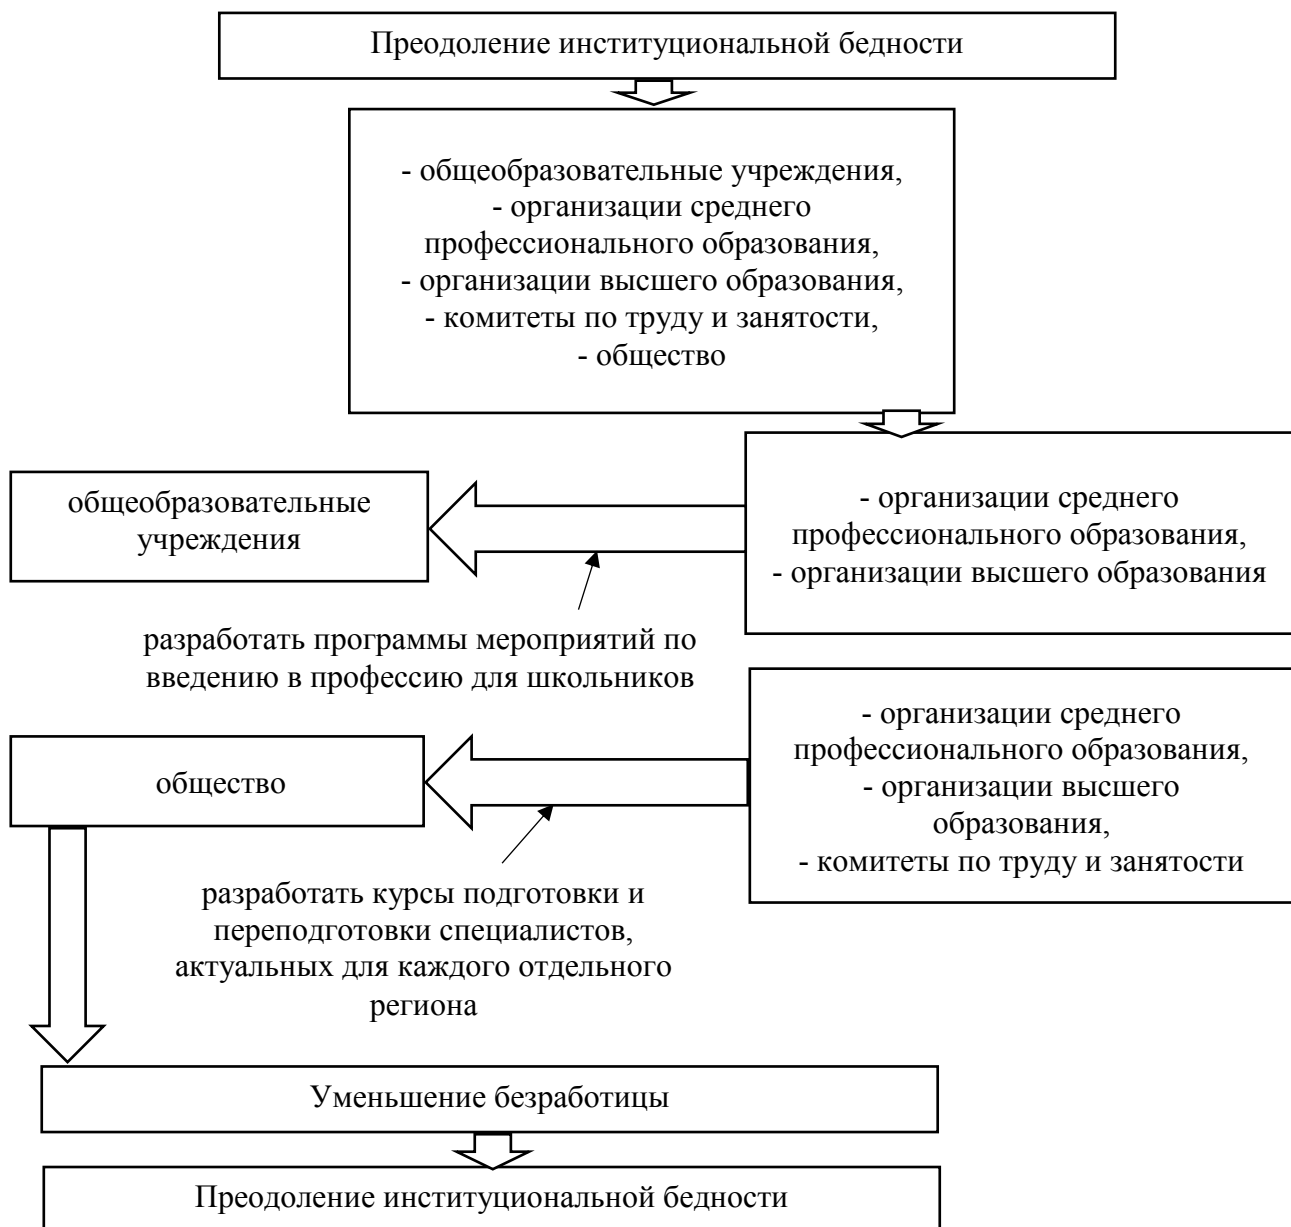 Преодоление институциональной бедности
- общеобразовательные учреждения,
- организации среднего
профессионального образования,
- организации высшего образования,
- комитеты по труду и занятости,
- общество
общеобразовательные
учреждения
- организации среднего
профессионального образования,
- организации высшего образования
разработать программы мероприятий по
введению в профессию для школьников
общество
- организации среднего
профессионального образования,
- организации высшего
образования,
- комитеты по труду и занятости
разработать курсы подготовки и
переподготовки специалистов,
актуальных для каждого отдельного
региона
Уменьшение безработицы
Преодоление институциональной бедности